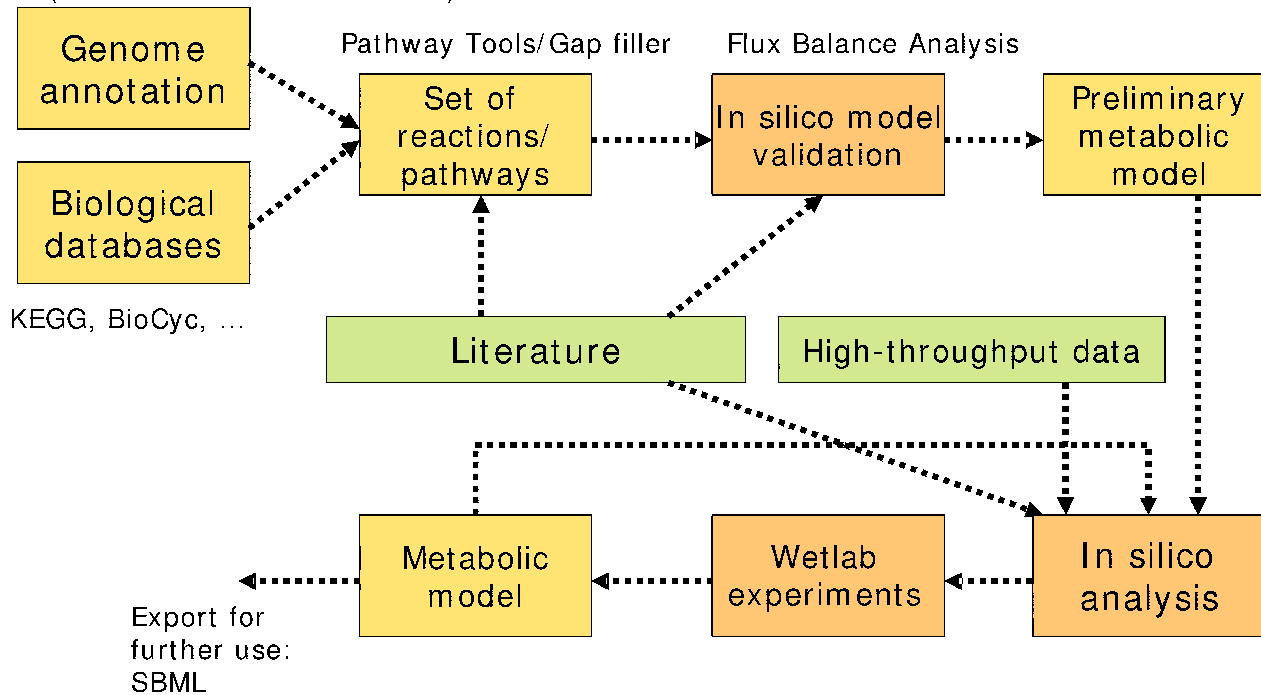 Genome
annotation
Pathway Tools/Gap filler
Flux Balance Analysis
Set of
reactions/
pathways
In silico model
validation
Preliminary
metabolic
model
Biological
databases
KEGG, BioCyc, ...
Literature
High-throughput data
Metabolic
model
Wetlab
experiments
In silico
analysis
Export for
further use:
SBML